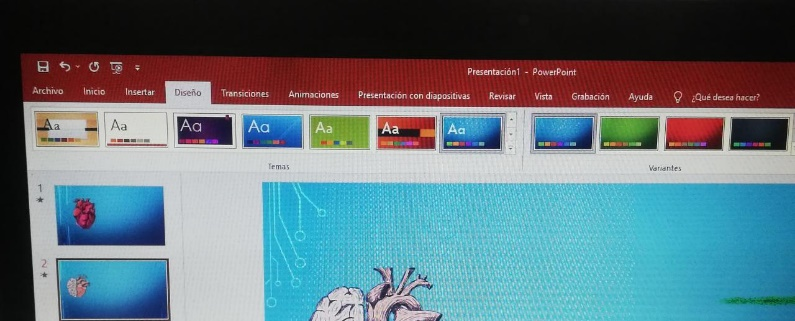 Presentación1 - PowerPoint
Archivo Inicio Insertar Diseño Transiciones Animaciones Presentación con diapositivas Revisar Vista Grabación Ayuda ¿Qué desea hacer?
Aa Aa Aa Aa Aa Aa Aa
Temas Variantes
1
2